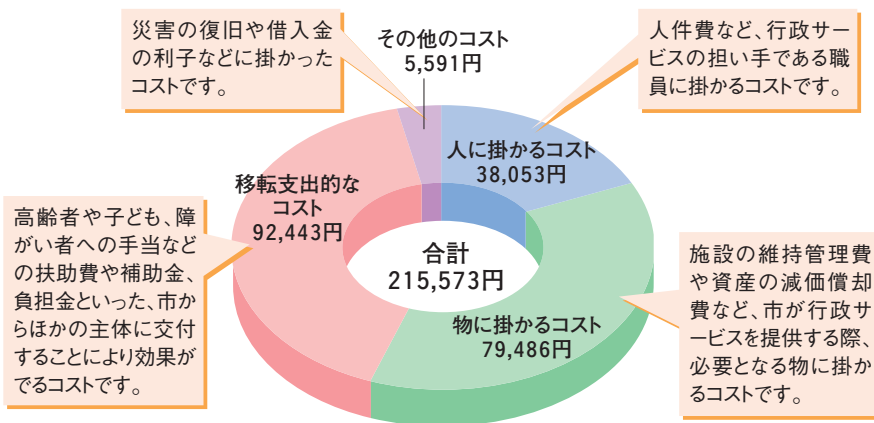 災害の復旧や借入金
の利子などに掛かった
コストです。
その他のコスト
5,591円
人件費など、行政サー
ビスの担い手である職
員に掛かるコストです。
人に掛かるコスト
38,053円
移転支出的な
コスト
92,443円
高齢者や子ども、障
がい者への手当など
の扶助費や補助金、
負担金といった、市か
らほかの主体に交付
することにより効果が
でるコストです。
合計
215,573円
物に掛かるコスト
79,486円
施設の維持管理費
や資産の減価償却
費など、市が行政サ
ービスを提供する際、
必要となる物に掛か
るコストです。